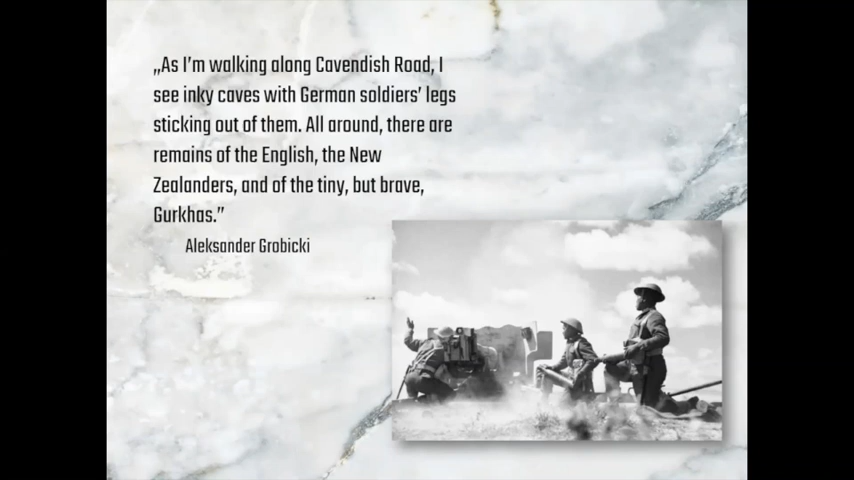 „As I’m walking along Cavendish Road, I
see inky caves with German soldiers’ legs
sticking out of them. All around, there are
remains of the English, the New
Zealanders, and of the tiny, but brave,
Gurkhas.”
Aleksander Grobicki